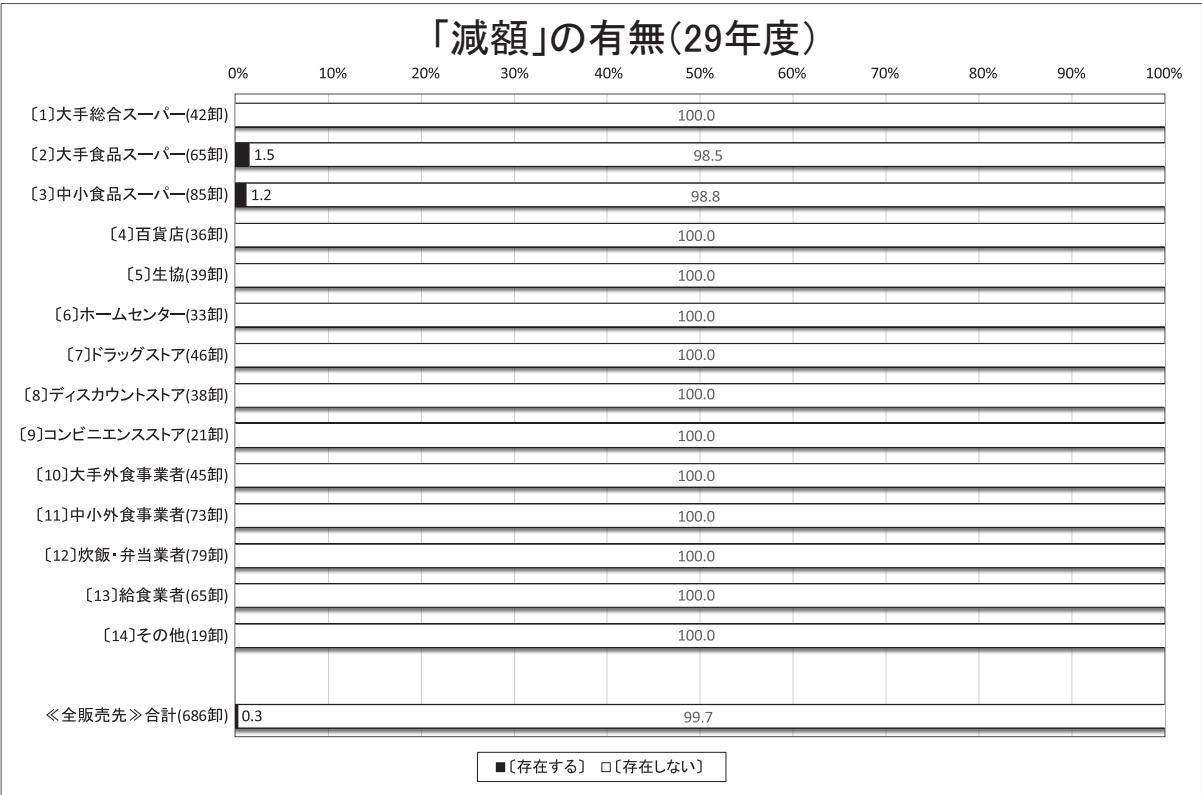 「減額」の有無(29年度)
0% 10% 20% 30% 40% 50% 60% 70% 80% 90% 100%
〔1〕大手総合スーパー(42卸) 100.0
〔2〕大手食品スーパー(65卸) 1.5 98.5
〔3〕中小食品スーパー(85卸) 1.2 98.8
〔4〕百貨店(36卸) 100.0
〔5〕生協(39卸) 100.0
〔6〕ホームセンター(33卸) 100.0
〔7〕ドラッグストア(46卸) 100.0
〔8〕ディスカウントストア(38卸) 100.0
〔9〕コンビニエンスストア(21卸) 100.0
〔10〕大手外食事業者(45卸) 100.0
〔11〕中小外食事業者(73卸) 100.0
〔12〕炊飯・弁当業者(79卸) 100.0
〔13〕給食業者(65卸) 100.0
〔14〕その他(19卸) 100.0
≪全販売先≫合計(686卸) 0.3 99.7
■〔存在する〕 □〔存在しない〕